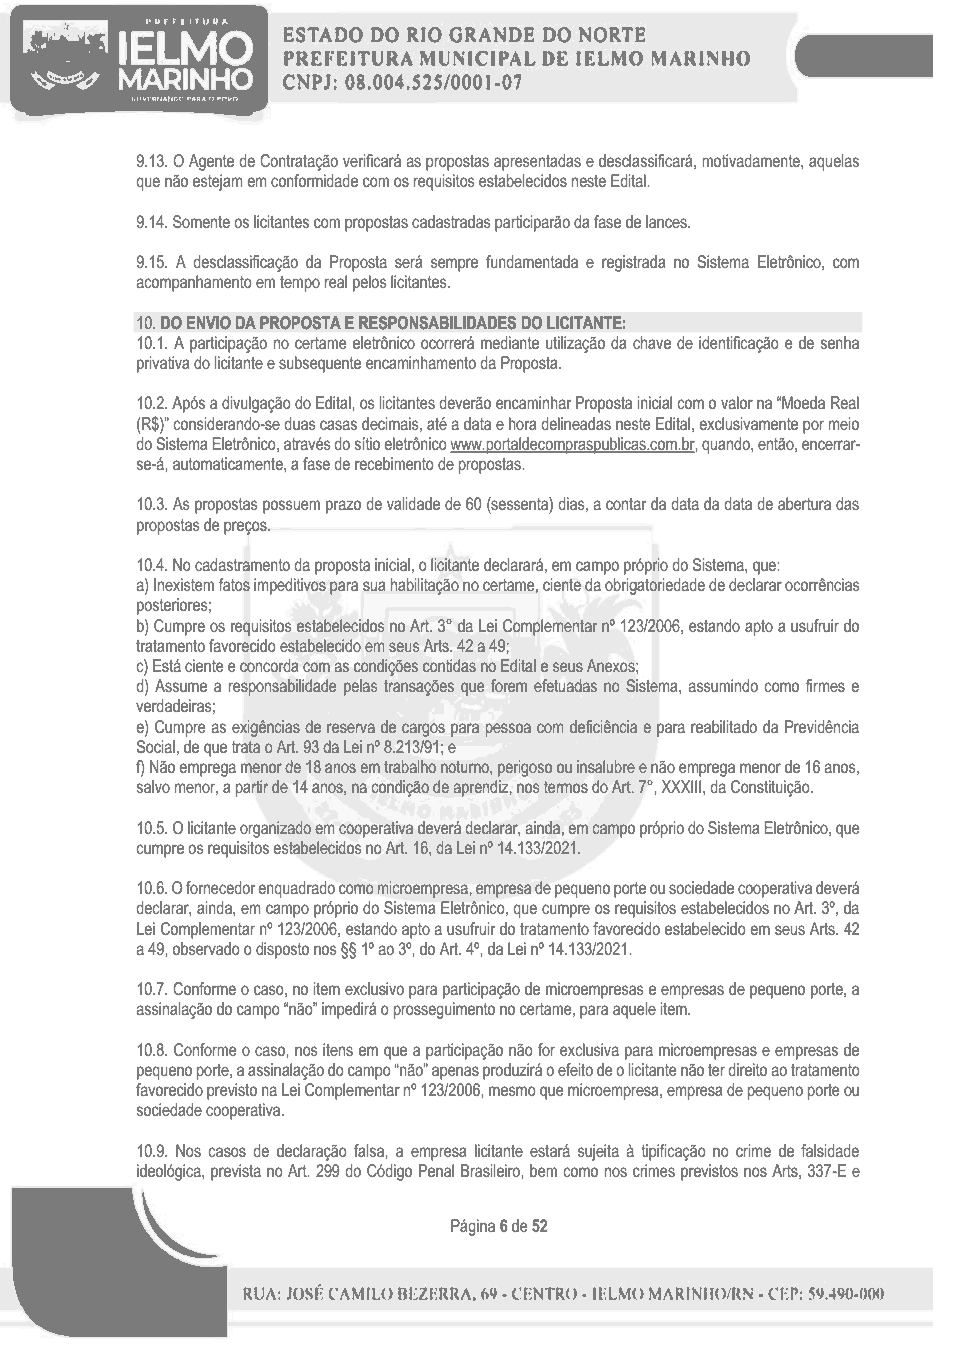 PREFEITURA
IELMO
MARINHO
GOVERNANDO PARA O POVO
ESTADO DO RIO GRANDE DO NORTE
PREFEITURA MUNICIPAL DE IELMO MARINHO
CNPJ: 08.004.525/0001-07
9.13. O Agente de Contratação verificará as propostas apresentadas e desclassificará, motivadamente, aquelas
que não estejam em conformidade com os requisitos estabelecidos neste Edital.
9.14. Somente os licitantes com propostas cadastradas participarão da fase de lances.
9.15. A desclassificação da Proposta será sempre fundamentada e registrada no Sistema Eletrônico, com
acompanhamento em tempo real pelos licitantes.
10. DO ENVIO DA PROPOSTA E RESPONSABILIDADES DO LICITANTE:
10.1. A participação no certame eletrônico ocorrerá mediante utilização da chave de identificação e de senha
privativa do licitante e subsequente encaminhamento da Proposta.
10.2. Após a divulgação do Edital, os licitantes deverão encaminhar Proposta inicial com o valor na “Moeda Real
(R$)” considerando-se duas casas decimais, até a data e hora delineadas neste Edital, exclusivamente por meio
do Sistema Eletrônico, através do sítio eletrônico www.portaldecompraspublicas.com.br, quando, então, encerrar-
se-á, automaticamente, a fase de recebimento de propostas.
10.3. As propostas possuem prazo de validade de 60 (sessenta) dias, a contar da data da data de abertura das
propostas de preços.
10.4. No cadastramento da proposta inicial, o licitante declarará, em campo próprio do Sistema, que:
a) Inexistem fatos impeditivos para sua habilitação no certame, ciente da obrigatoriedade de declarar ocorrências
posteriores;
b) Cumpre os requisitos estabelecidos no Art. 3° da Lei Complementar nº 123/2006, estando apto a usufruir do
tratamento favorecido estabelecido em seus Arts. 42 a 49;
c) Está ciente e concorda com as condições contidas no Edital e seus Anexos;
d) Assume a responsabilidade pelas transações que forem efetuadas no Sistema, assumindo como firmes e
verdadeiras;
e) Cumpre as exigências de reserva de cargos para pessoa com deficiência e para reabilitado da Previdência
Social, de que trata o Art. 93 da Lei nº 8.213/91; e
f) Não emprega menor de 18 anos em trabalho noturno, perigoso ou insalubre e não emprega menor de 16 anos,
salvo menor, a partir de 14 anos, na condição de aprendiz, nos termos do Art. 7°, XXXIII, da Constituição.
IELMO MARINHO
10.5. O licitante organizado em cooperativa deverá declarar, ainda, em campo próprio do Sistema Eletrônico, que
cumpre os requisitos estabelecidos no Art. 16, da Lei nº 14.133/2021.
10.6. O fornecedor enquadrado como microempresa, empresa de pequeno porte ou sociedade cooperativa deverá
declarar, ainda, em campo próprio do Sistema Eletrônico, que cumpre os requisitos estabelecidos no Art. 3º, da
Lei Complementar nº 123/2006, estando apto a usufruir do tratamento favorecido estabelecido em seus Arts. 42
a 49, observado o disposto nos §§ 1º ao 3º, do Art. 4º, da Lei nº 14.133/2021.
10.7. Conforme o caso, no item exclusivo para participação de microempresas e empresas de pequeno porte, a
assinalação do campo “não” impedirá o prosseguimento no certame, para aquele item.
10.8. Conforme o caso, nos itens em que a participação não for exclusiva para microempresas e empresas de
pequeno porte, a assinalação do campo “não” apenas produzirá o efeito de o licitante não ter direito ao tratamento
favorecido previsto na Lei Complementar nº 123/2006, mesmo que microempresa, empresa de pequeno porte ou
sociedade cooperativa.
10.9. Nos casos de declaração falsa, a empresa licitante estará sujeita à tipificação no crime de falsidade
ideológica, prevista no Art. 299 do Código Penal Brasileiro, bem como nos crimes previstos nos Arts, 337-E e
Página 6 de 52
RUA: JOSÉ CAMILO BEZERRA, 69 - CENTRO - IELMO MARINHO/RN - CEP: 59.490-000